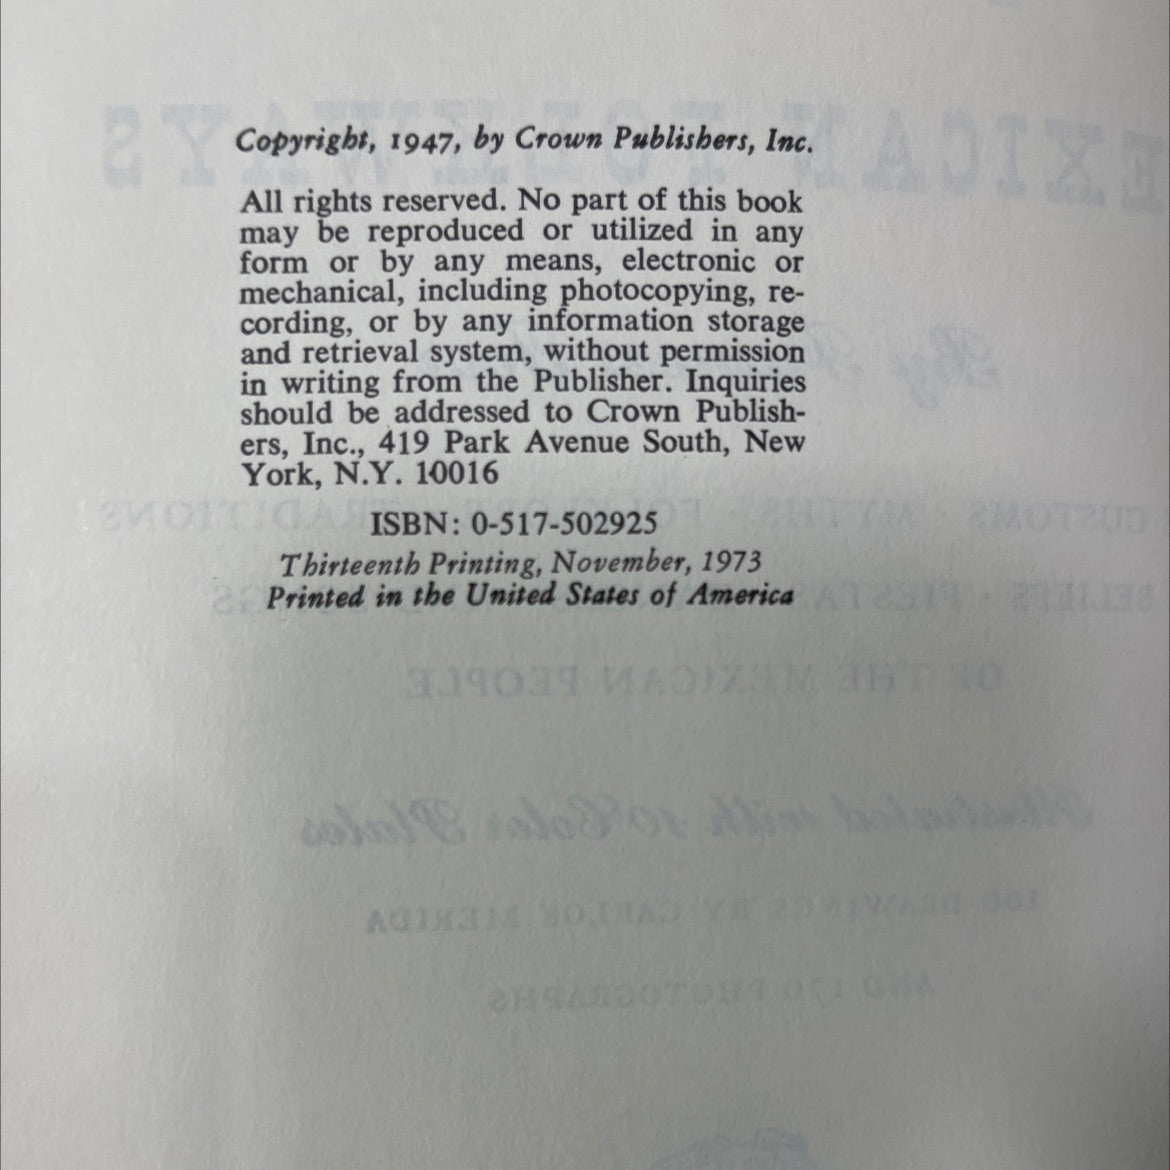 Copyright, 1947, by Crown Publishers, Inc.
All rights reserved. No part of this book
may be reproduced or utilized in any
form or by any means, electronic or
mechanical, including photocopying, re-
cording, or by any information storage
and retrieval system, without permission
in writing from the Publisher. Inquiries
should be addressed to Crown Publish-
ers, Inc., 419 Park Avenue South, New
York, N.Y. 10016
ISBN: 0-517-502925
Thirteenth Printing, November, 1973
Printed in the United States of America